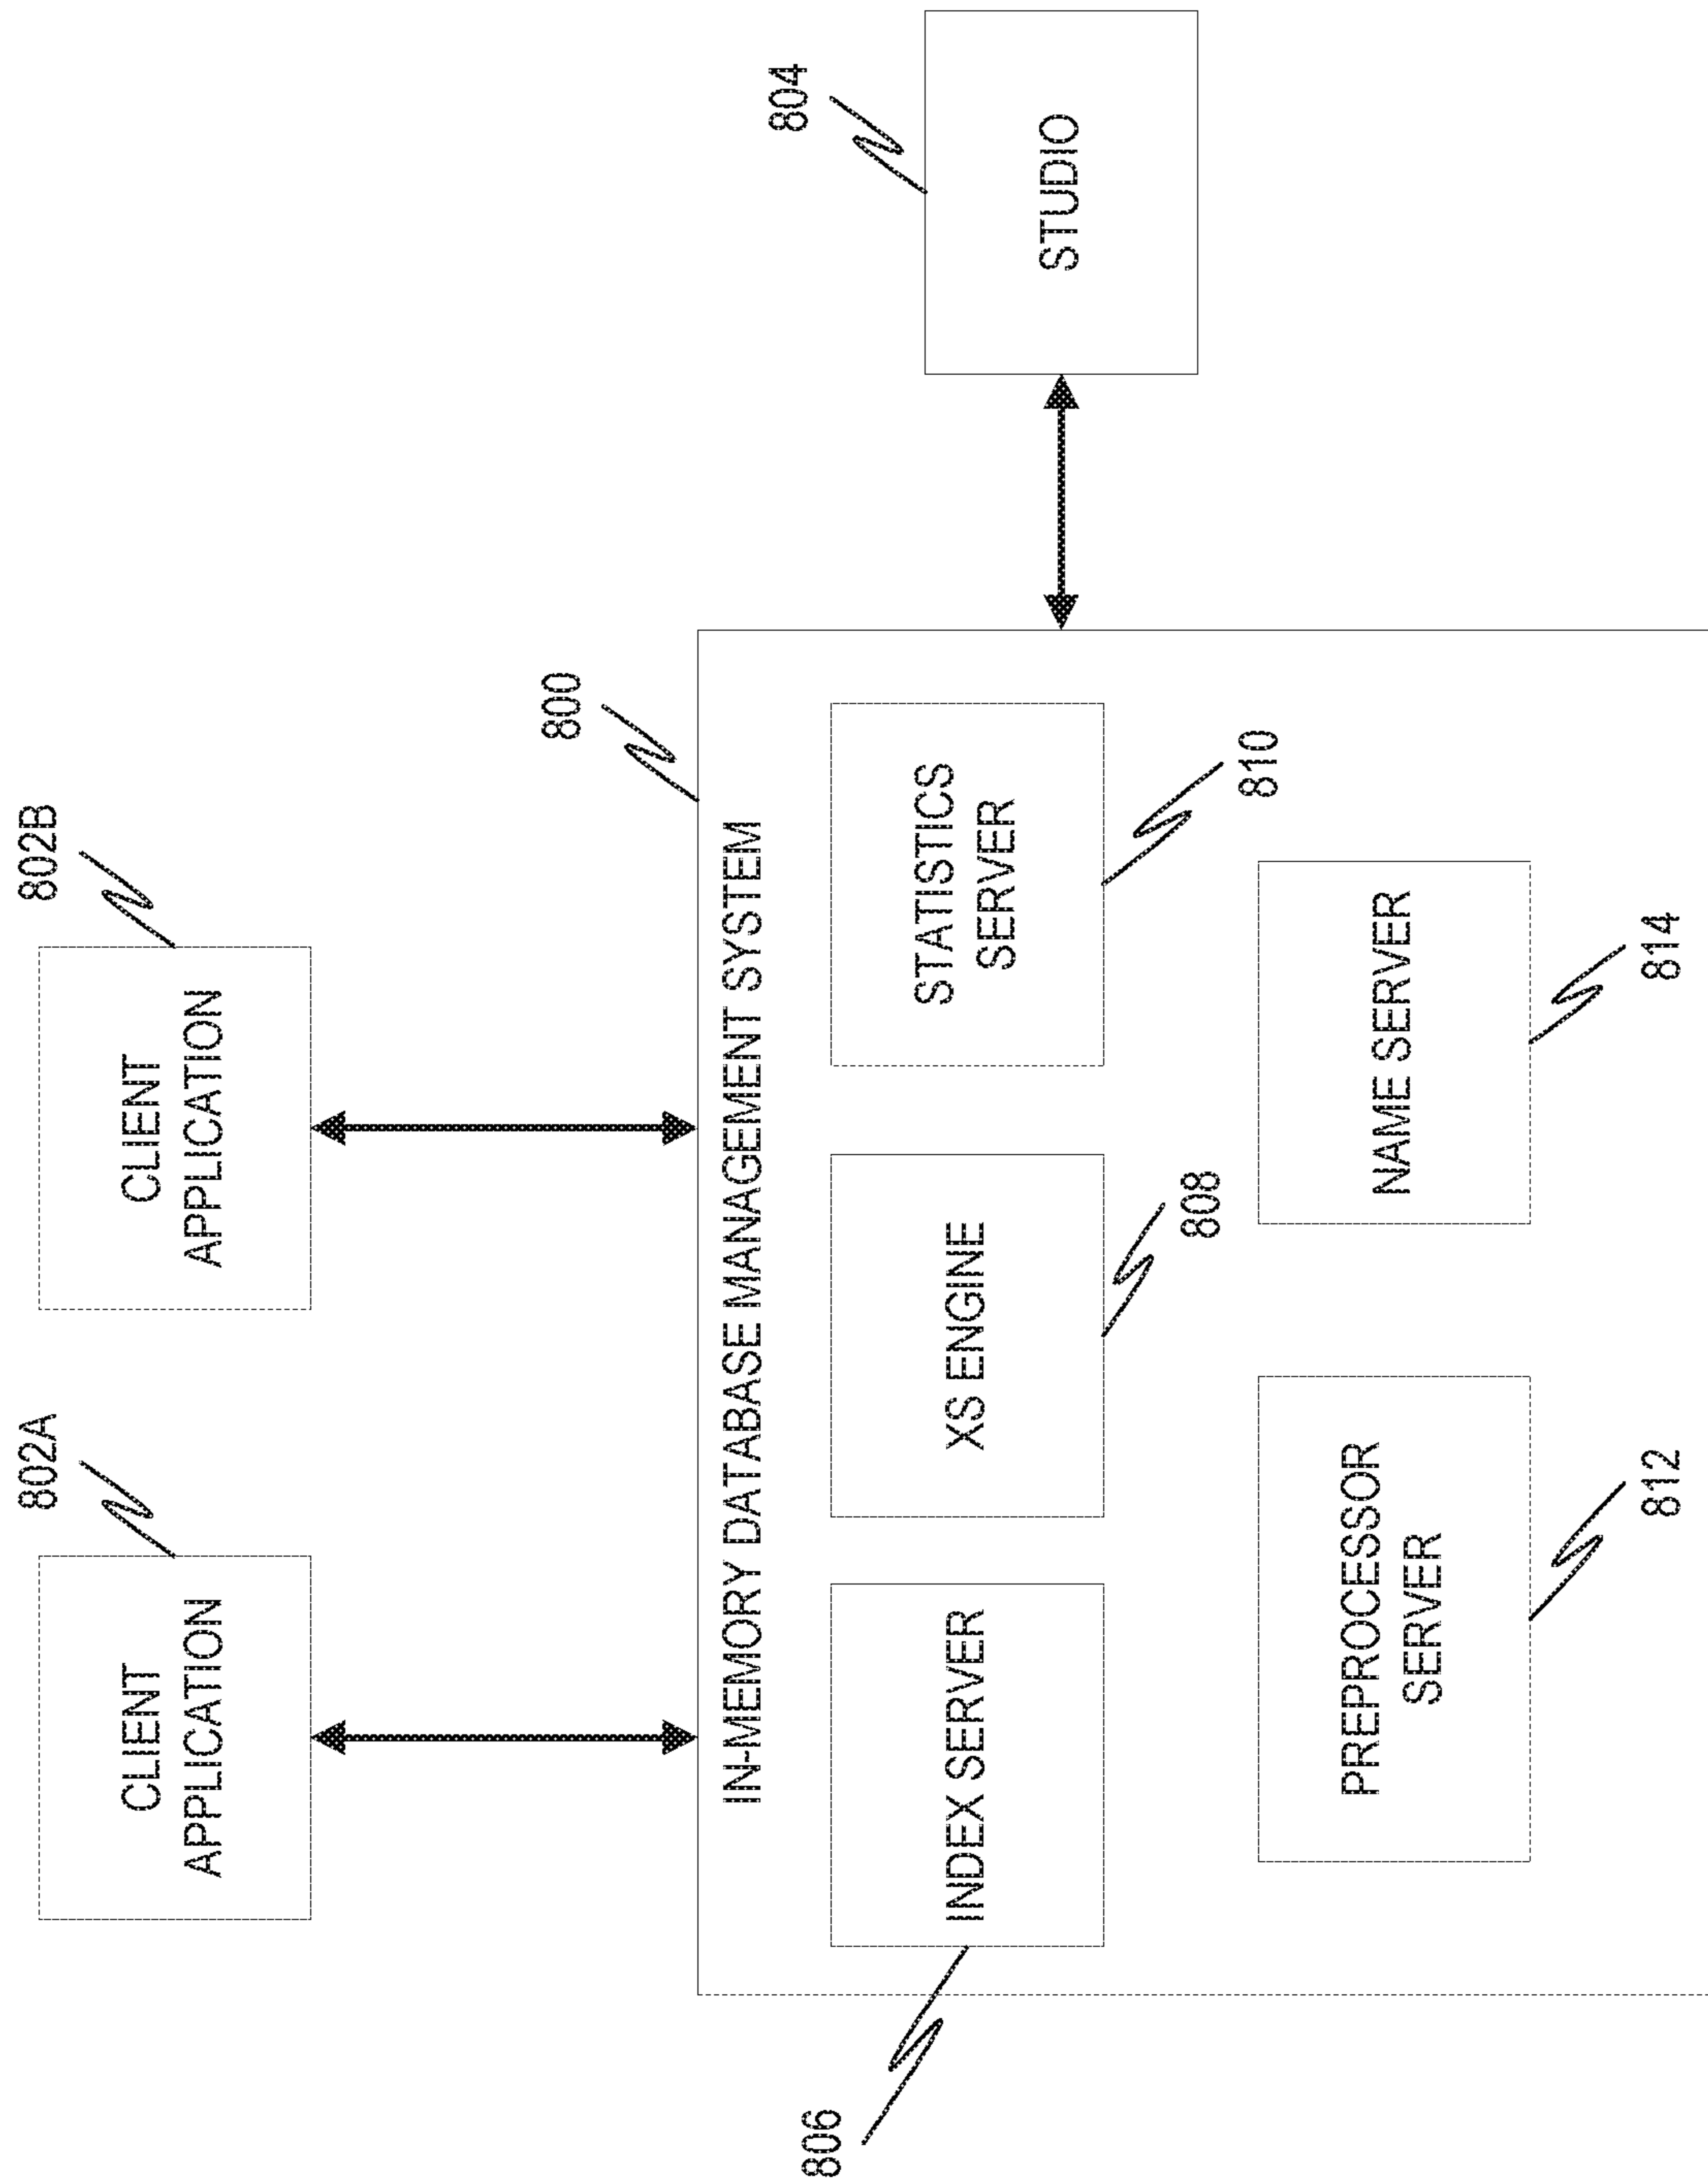 802A
802B
CLIENT
APPLICATION
CLIENT
APPLICATION
800
804
IN-MEMORY DATABASE MANAGEMENT SYSTEM
STUDIO
806
INDEX SERVER
XS ENGINE
STATISTICS
SERVER
808
810
PREPROCESSOR
SERVER
NAME SERVER
812
814